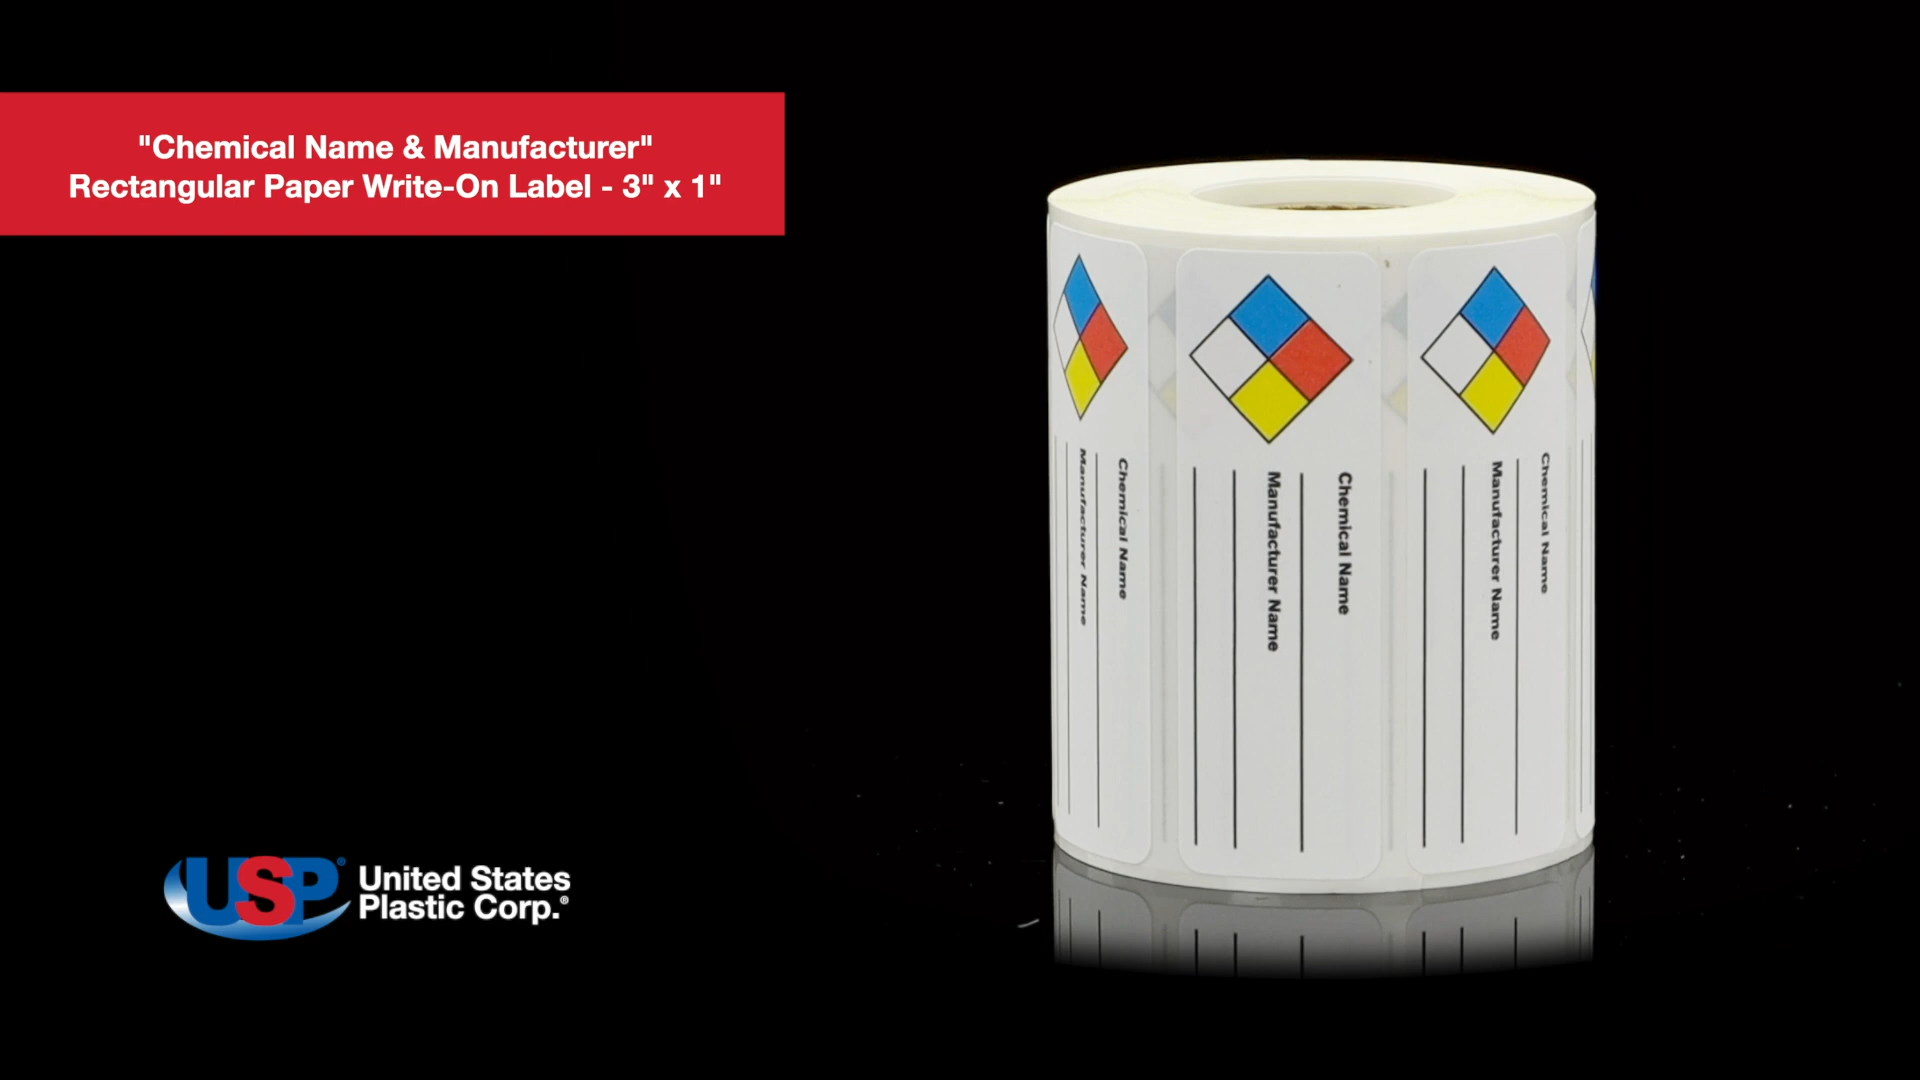 "Chemical Name & Manufacturer"
Rectangular Paper Write-On Label - 3" x 1"
Chemical Name
Manufacturer Name
Chemical Name
Manufacturer Name
Chemical Name
Manufacturer Name
USP®
United States
Plastic Corp.®